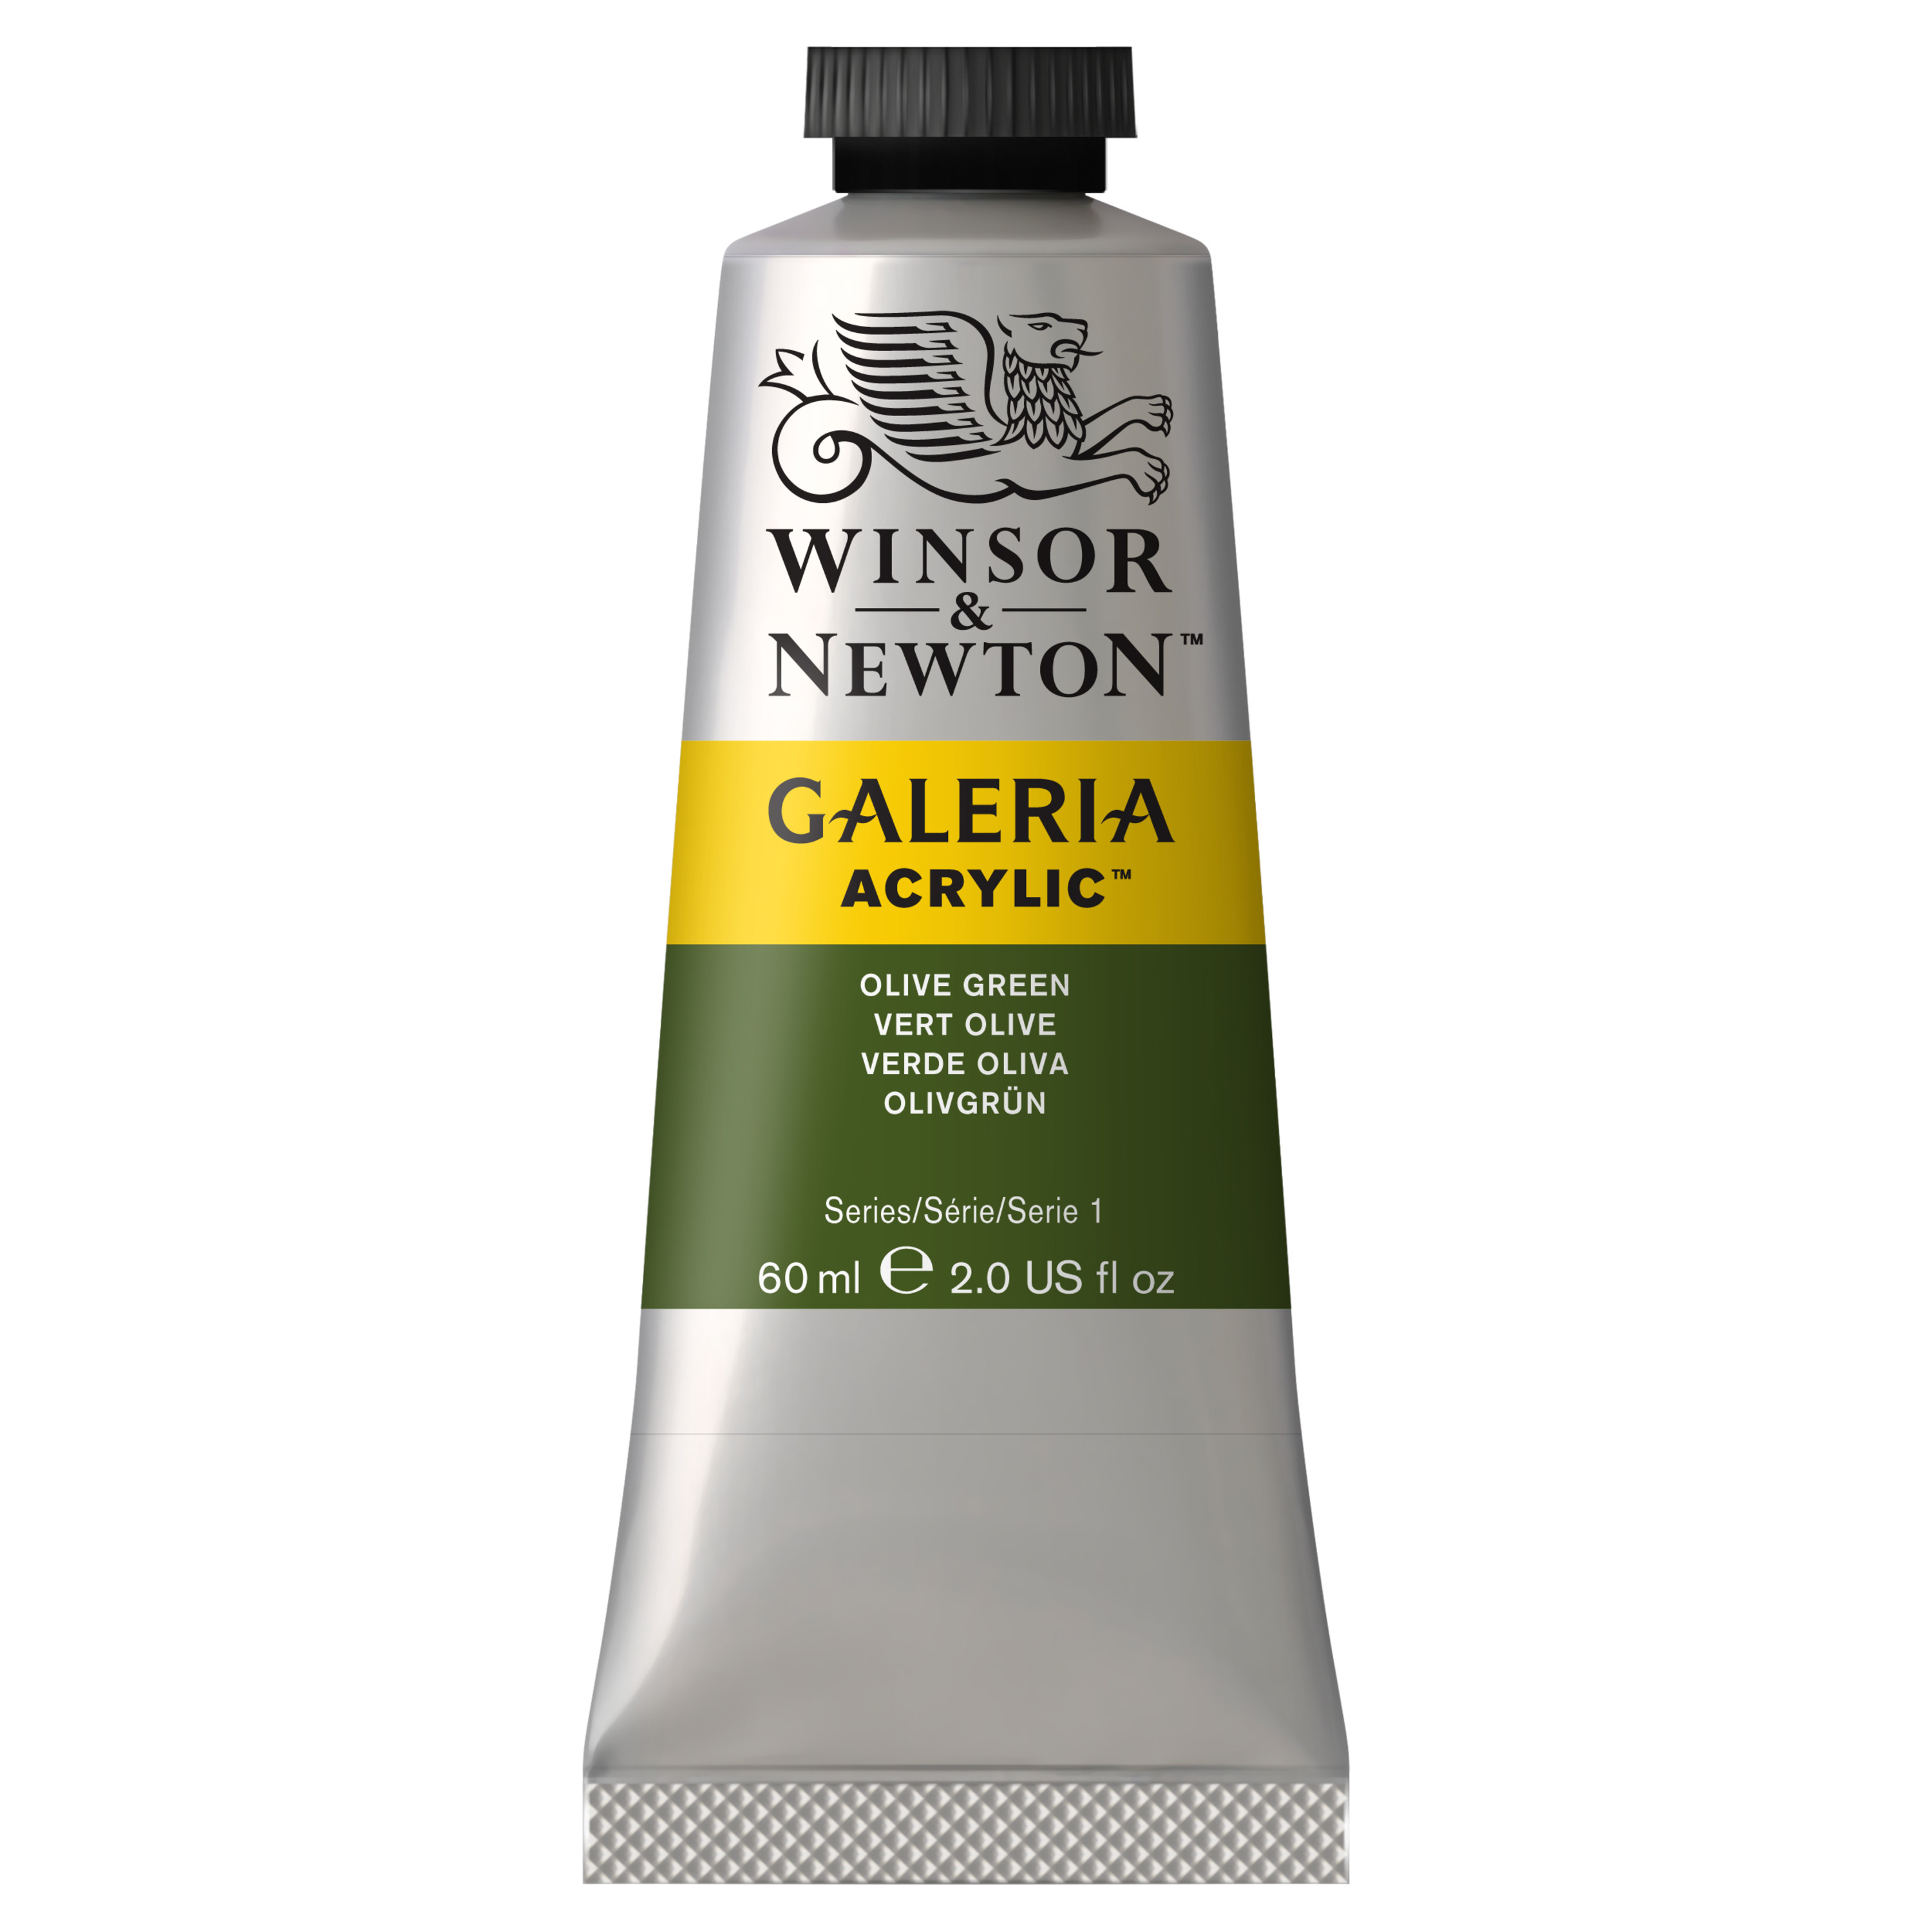 WINSOR
&
NEWTON™
GALERIA
ACRYLIC™
OLIVE GREEN
VERT OLIVE
VERDE OLIVA
OLIVGRÜN
Series/Série/Serie 1
60 ml ℮ 2.0 US fl oz